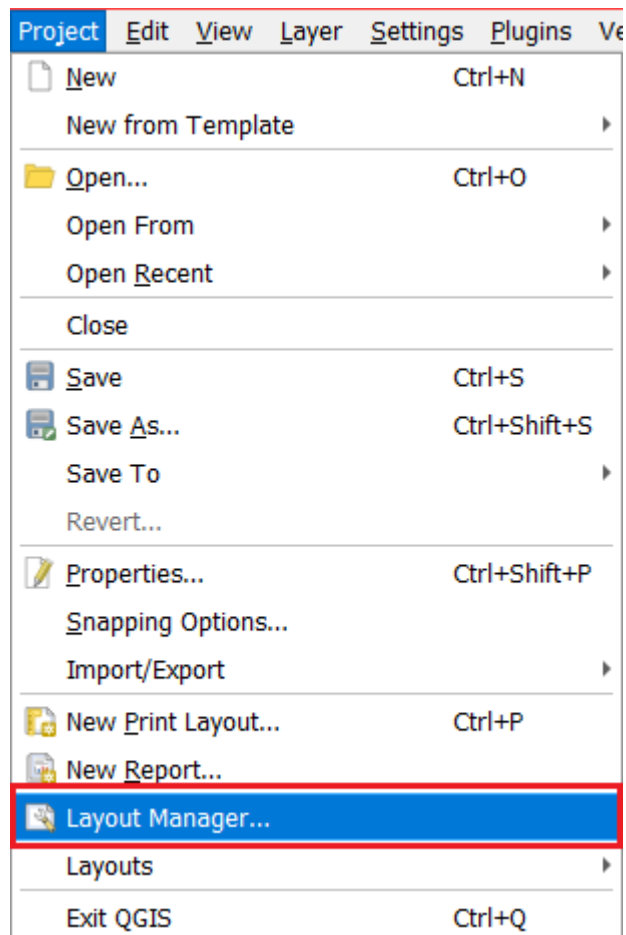 Project Edit View Layer Settings Plugins Ve
New Ctrl+N
New from Template
Open... Ctrl+O
Open From
Open Recent
Close
Save Ctrl+S
Save As... Ctrl+Shift+S
Save To
Revert...
Properties... Ctrl+Shift+P
Snapping Options...
Import/Export
New Print Layout... Ctrl+P
New Report...
Layout Manager...
Layouts
Exit QGIS Ctrl+Q